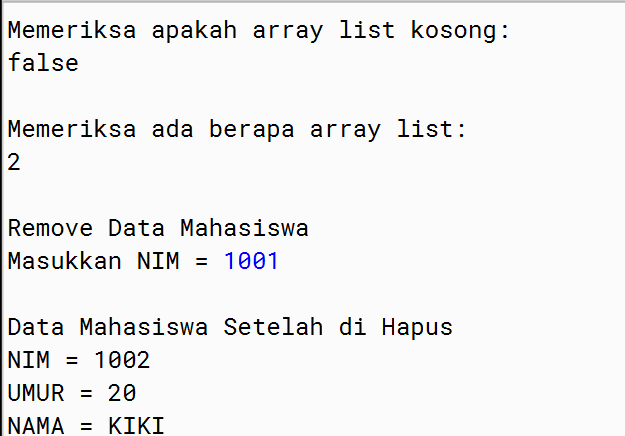 Memeriksa apakah array list kosong:
false
Memeriksa ada berapa array list:
2
Remove Data Mahasiswa
Masukkan NIM = 1001
Data Mahasiswa Setelah di Hapus
NIM = 1002
UMUR = 20
NAMA = KIKI